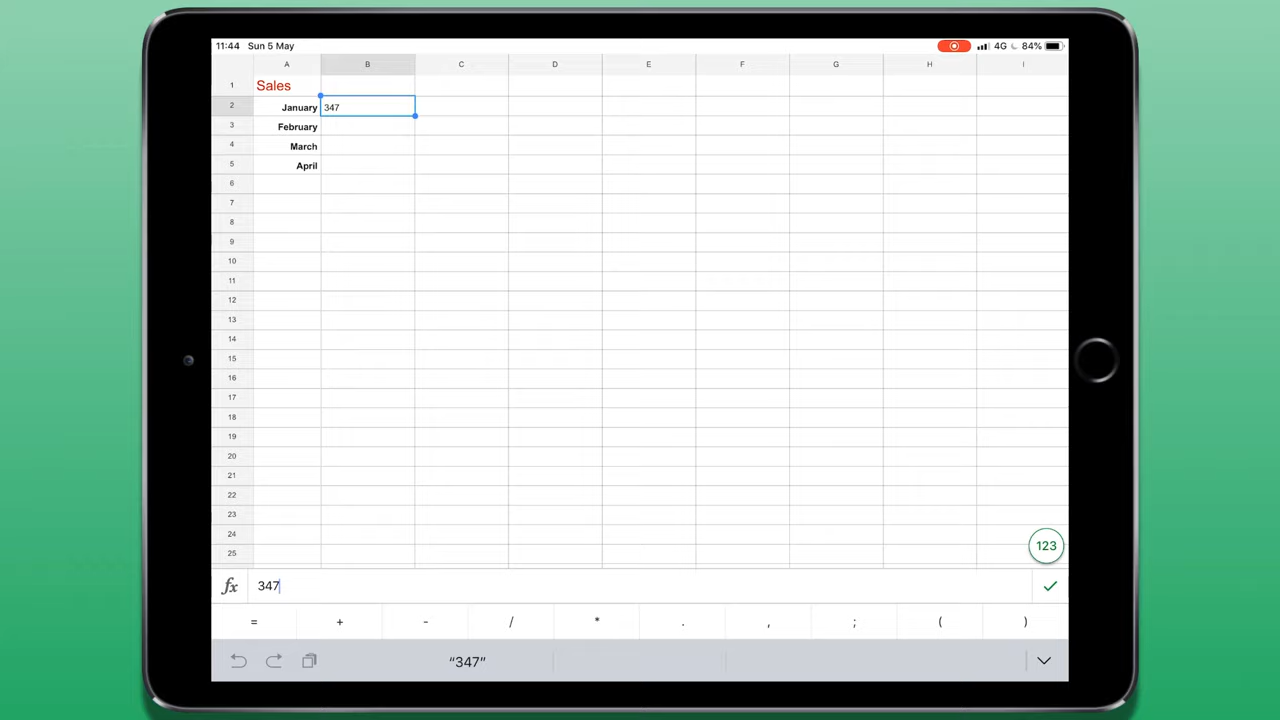 11:44 Sun 5 May 4G 84%
A B C D E F G H I
1 Sales
2 January 347
3 February
4 March
5 April
6
7
8
9
10
11
12
13
14
15
16
17
18
19
20
21
22
23
24
25
123
fx 347
= + - / * . , ; ( )
“347”